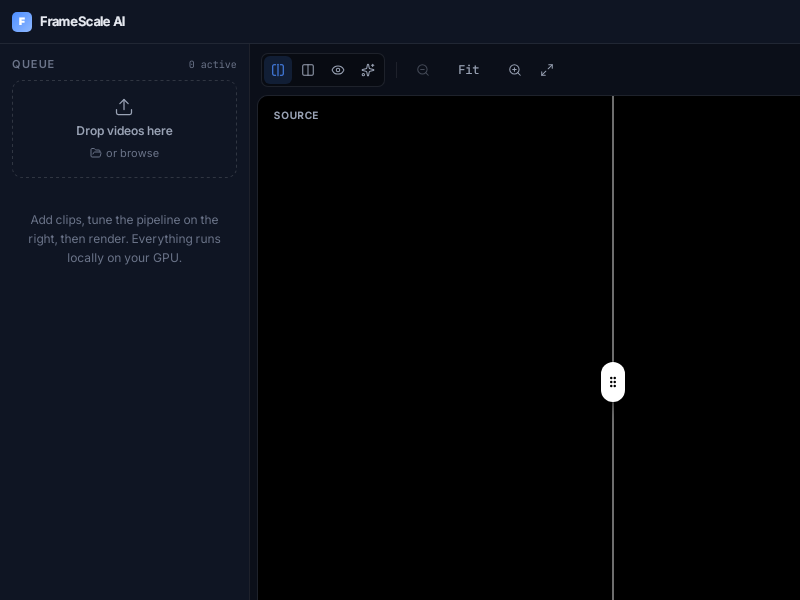 F FrameScale AI
QUEUE
0 active
Drop videos here
or browse
Add clips, tune the pipeline on the
right, then render. Everything runs
locally on your GPU.
Fit
SOURCE